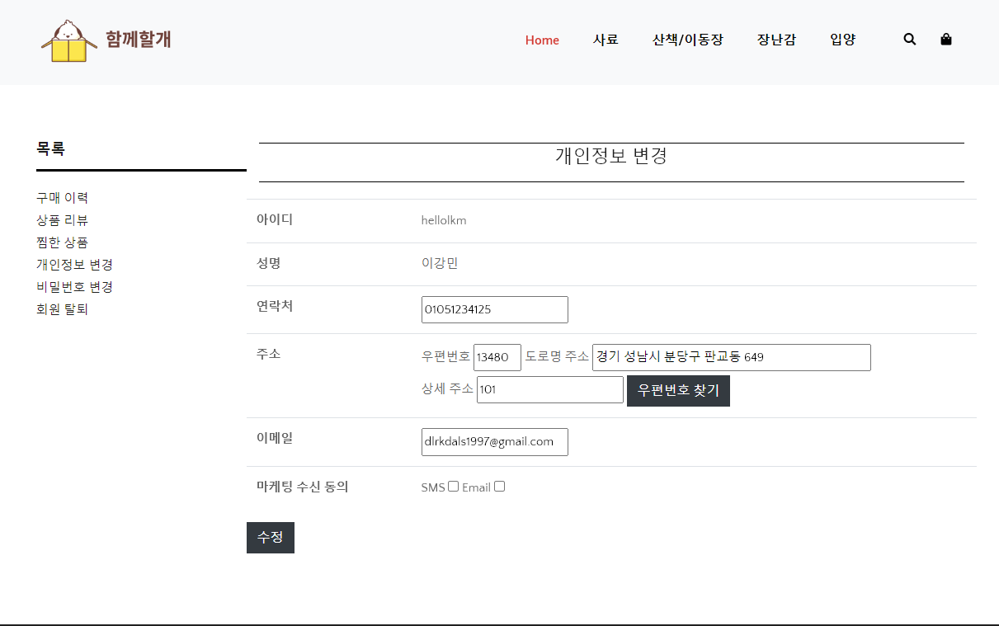 함께할개
Home 사료 산책/이동장 장난감 입양
목록
구매 이력
상품 리뷰
찜한 상품
개인정보 변경
비밀번호 변경
회원 탈퇴
개인정보 변경
아이디 hellolkm
성명 이강민
연락처 01051234125
주소 우편번호 13480 도로명 주소 경기 성남시 분당구 판교동 649
상세 주소 101 우편번호 찾기
이메일 dlrkdals1997@gmail.com
마케팅 수신 동의 SMS Email
수정